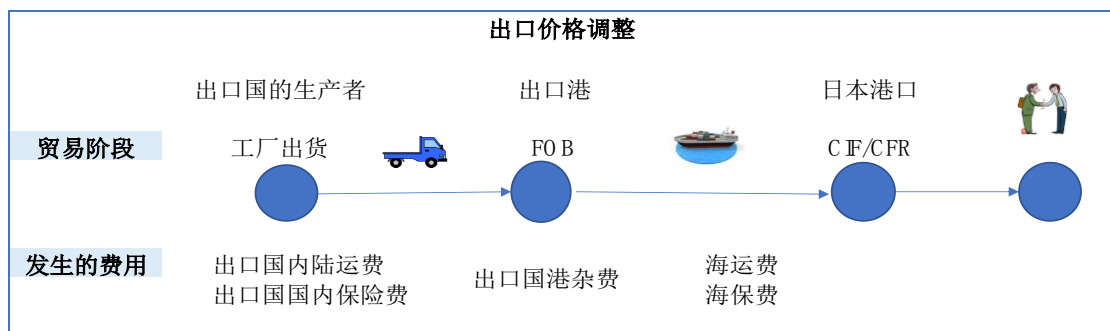 出口价格调整
出口国的生产者 出口港 日本港口
贸易阶段 工厂出货 FOB CIF/CFR
发生的费用
出口国内陆运费 出口国港杂费 海运费
出口国国内保险费 海保费